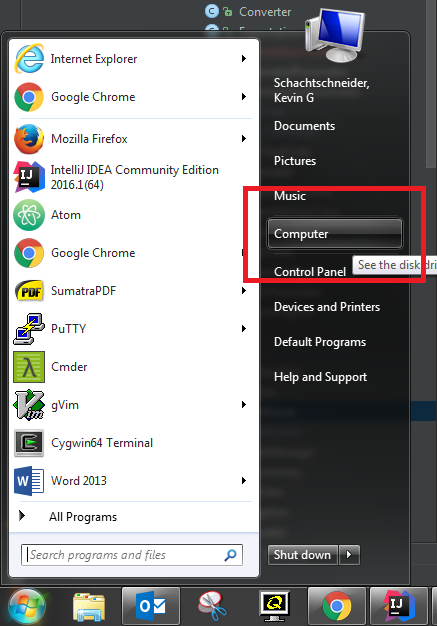 Converter
Internet Explorer
Google Chrome
Mozilla Firefox
IntelliJ IDEA Community Edition
2016.1(64)
Atom
Google Chrome
SumatraPDF
PDF
PuTTY
Cmder
gVim
Cygwin64 Terminal
Word 2013
All Programs
Search programs and files
Schachtschneider,
Kevin G
Documents
Pictures
Music
Computer
See the disk dri
Control Panel
Devices and Printers
Default Programs
Help and Support
Shut down